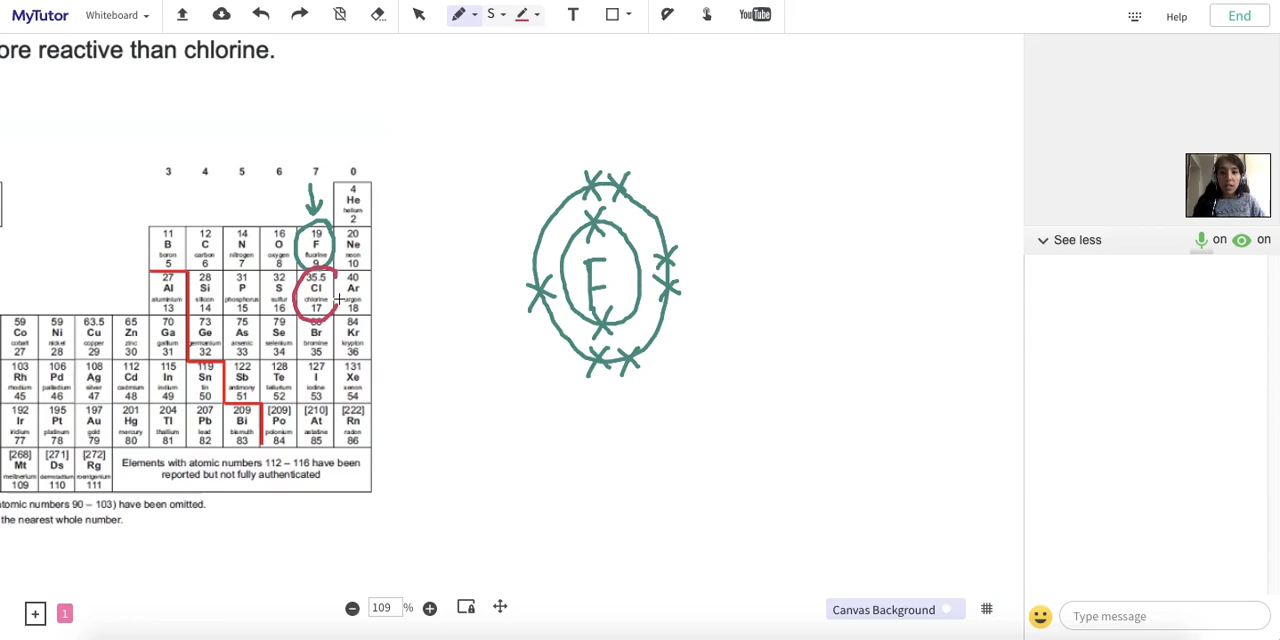 MyTutor Whiteboard S T YouTube Help End
ore reactive than chlorine.
3 4 5 6 7 0
4
He
helium
2
11 12 14 16 19 20
B C N O F Ne
boron carbon nitrogen oxygen fluorine neon
5 6 7 8 9 10
27 28 31 32 35.5 40
Al Si P S Cl Ar
aluminium silicon phosphorus sulfur chlorine argon
13 14 15 16 17 18
59 59 63.5 65 70 73 75 79 80 84
Co Ni Cu Zn Ga Ge As Se Br Kr
cobalt nickel copper zinc gallium germanium arsenic selenium bromine krypton
27 28 29 30 31 32 33 34 35 36
103 106 108 112 115 119 122 128 127 131
Rh Pd Ag Cd In Sn Sb Te I Xe
rhodium palladium silver cadmium indium tin antimony tellurium iodine xenon
45 46 47 48 49 50 51 52 53 54
192 195 197 201 204 207 209 [209] [210] [222]
Ir Pt Au Hg Tl Pb Bi Po At Rn
iridium platinum gold mercury thallium lead bismuth polonium astatine radon
77 78 79 80 81 82 83 84 85 86
[268] [271] [272] Elements with atomic numbers 112 – 116 have been
Mt Ds Rg reported but not fully authenticated
meitnerium darmstadtium roentgenium
109 110 111
atomic numbers 90 – 103) have been omitted.
the nearest whole number.
F
See less on on
+ 1 109 % Canvas Background Type message